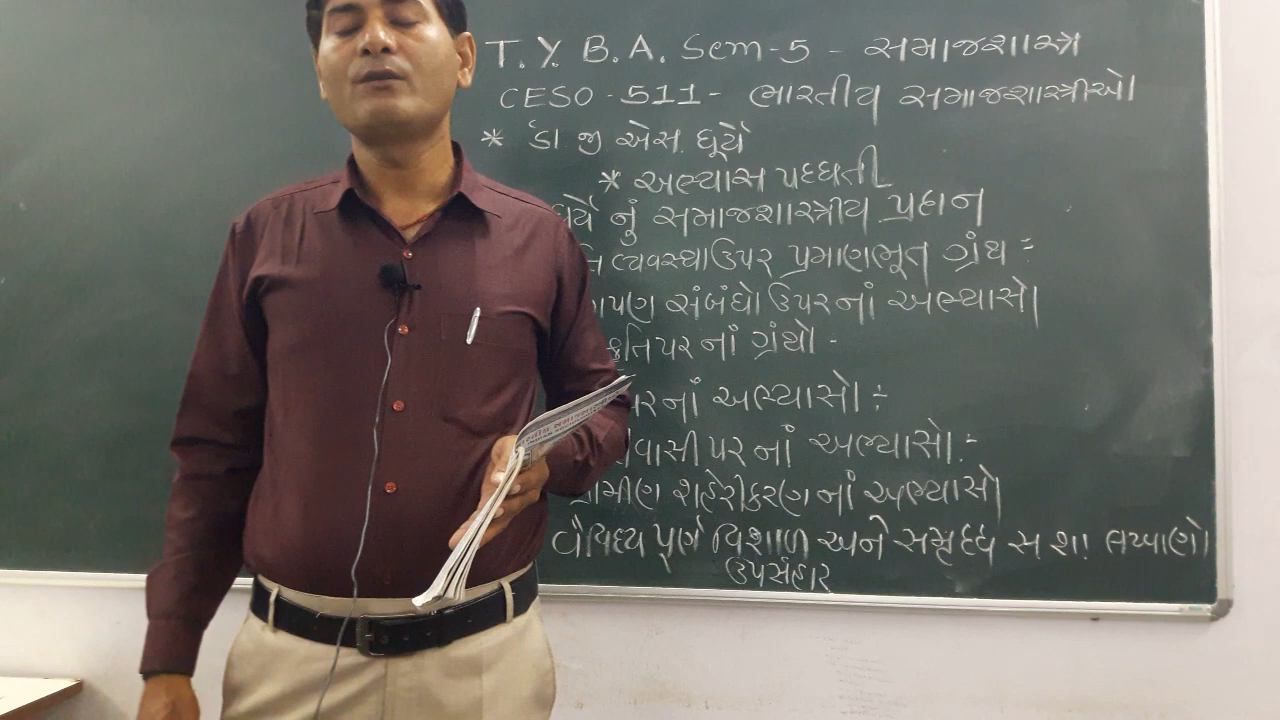 T. Y. B. A. Sem-5 - સમાજશાસ્ત્ર
CESO - 511 - ભારતીય સમાજશાસ્ત્રીઓ
* ડૉ જી એસ. ઘૂર્યે
* અભ્યાસ પદ્ધતી
નું સમાજશાસ્ત્રીય પ્રદાન
વ્યવસ્થા ઉપર પ્રમાણભૂત ગ્રંથ :
સંબંધો ઉપરનાં અભ્યાસો
પરનાં ગ્રંથો -
પરનાં અભ્યાસો :
વાસી પરનાં અભ્યાસો :-
ગ્રામીણ શહેરીકરણનાં અભ્યાસો
વૈવિધ્ય પૂર્ણ વિશાળ અને સમૃદ્ધ સ.શા. લખાણો
ઉપસંહાર